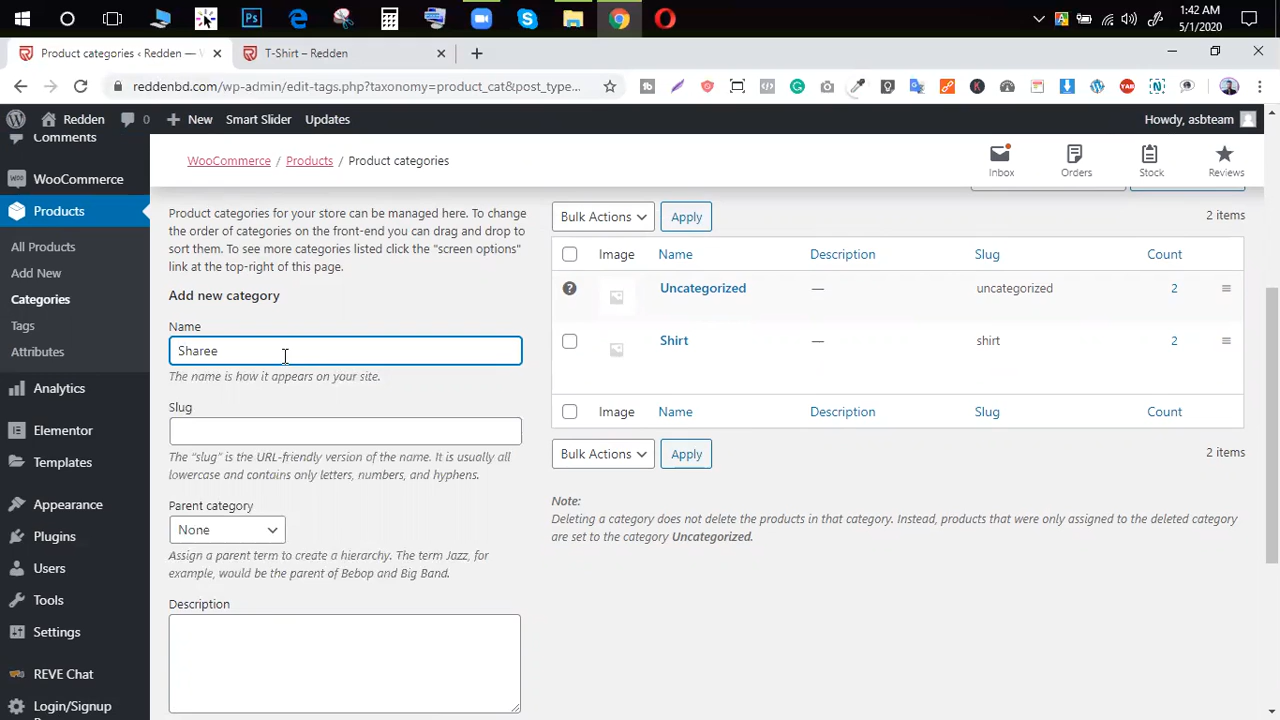 1:42 AM
5/1/2020
Product categories ‹ Redden —
T-Shirt – Redden
reddenbd.com/wp-admin/edit-tags.php?taxonomy=product_cat&post_type...
Redden
0
New
Smart Slider
Updates
Howdy, asbteam
Comments
WooCommerce
Products
All Products
Add New
Categories
Tags
Attributes
Analytics
Elementor
Templates
Appearance
Plugins
Users
Tools
Settings
REVE Chat
Login/Signup
WooCommerce / Products / Product categories
Inbox
Orders
Stock
Reviews
Product categories for your store can be managed here. To change
the order of categories on the front-end you can drag and drop to
sort them. To see more categories listed click the "screen options"
link at the top-right of this page.
Add new category
Name
Sharee
The name is how it appears on your site.
Slug
The “slug” is the URL-friendly version of the name. It is usually all
lowercase and contains only letters, numbers, and hyphens.
Parent category
None
Assign a parent term to create a hierarchy. The term Jazz, for
example, would be the parent of Bebop and Big Band.
Description
Bulk Actions
Apply
2 items
Image Name Description Slug Count
Uncategorized — uncategorized 2
Shirt — shirt 2
Image Name Description Slug Count
Bulk Actions
Apply
2 items
Note:
Deleting a category does not delete the products in that category. Instead, products that were only assigned to the deleted category
are set to the category Uncategorized.